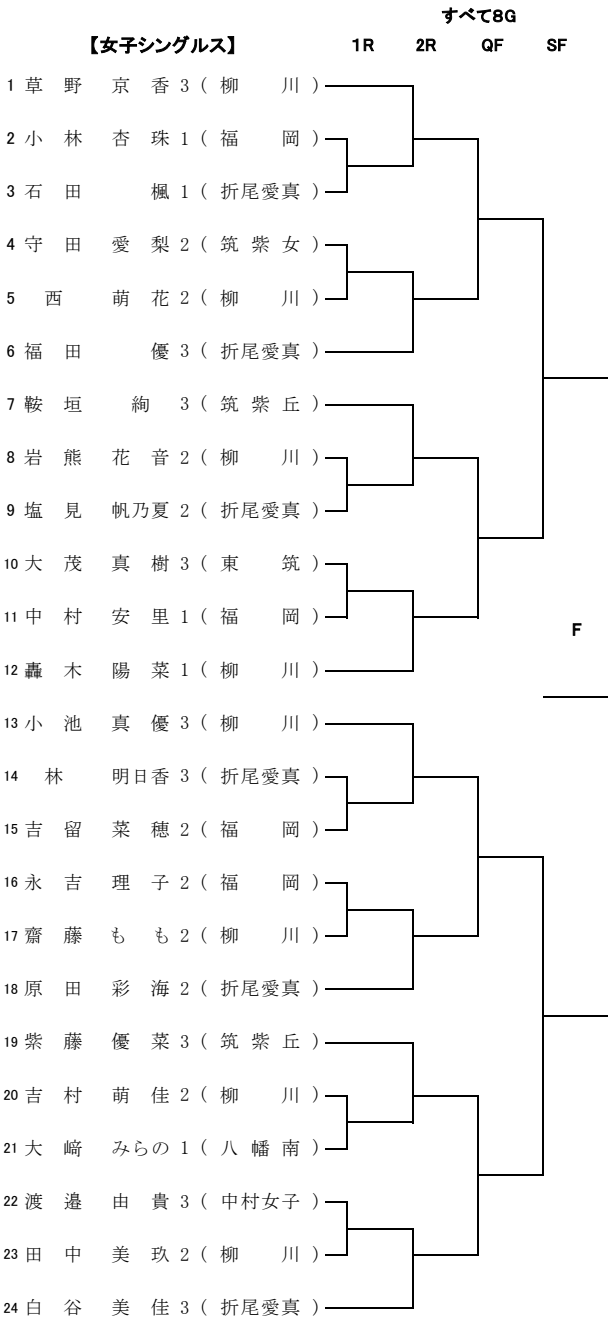 すべて8G
【女子シングルス】 1R 2R QF SF
1 草野 京香 3 ( 柳川 )
2 小林 杏珠 1 ( 福岡 )
3 石田 楓 1 ( 折尾愛真 )
4 守田 愛梨 2 ( 筑紫女 )
5 西 萌花 2 ( 柳川 )
6 福田 優 3 ( 折尾愛真 )
7 鞍垣 絢 3 ( 筑紫丘 )
8 岩熊 花音 2 ( 柳川 )
9 塩見 帆乃夏 2 ( 折尾愛真 )
10 大茂 真樹 3 ( 東筑 )
11 中村 安里 1 ( 福岡 )
F
12 轟木 陽菜 1 ( 柳川 )
13 小池 真優 3 ( 柳川 )
14 林 明日香 3 ( 折尾愛真 )
15 吉留 菜穂 2 ( 福岡 )
16 永吉 理子 2 ( 福岡 )
17 齋藤 もも 2 ( 柳川 )
18 原田 彩海 2 ( 折尾愛真 )
19 紫藤 優菜 3 ( 筑紫丘 )
20 吉村 萌佳 2 ( 柳川 )
21 大﨑 みらの 1 ( 八幡南 )
22 渡邉 由貴 3 ( 中村女子 )
23 田中 美玖 2 ( 柳川 )
24 白谷 美佳 3 ( 折尾愛真 )